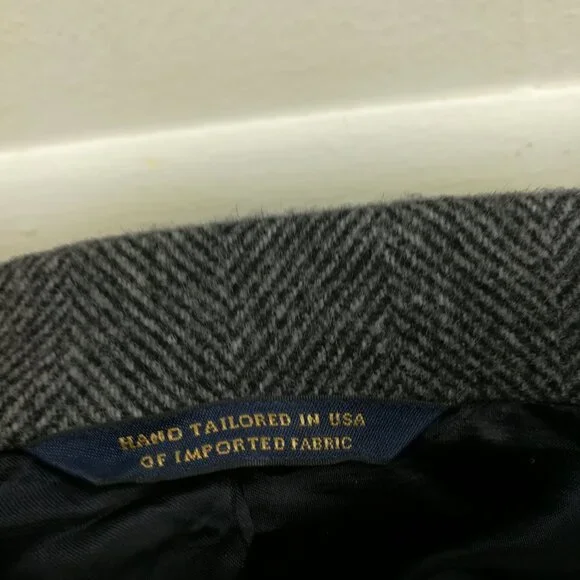 HAND TAILORED IN USA
OF IMPORTED FABRIC